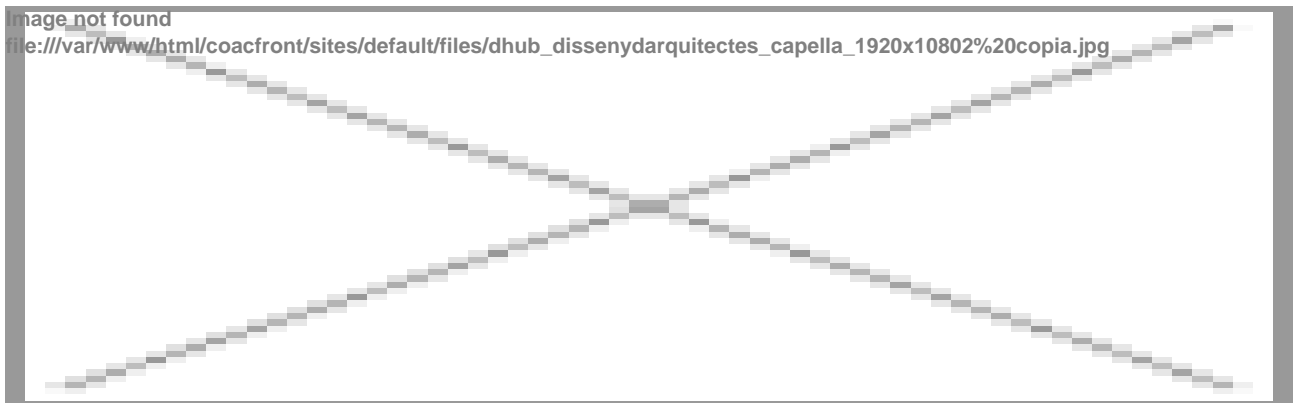 Image not found
file:///var/www/html/coacfront/sites/default/files/dhub_dissenydarquitectes_capella_1920x10802%20copia.jpg